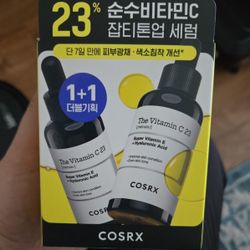 23% 순수비타민C
잡티톤업 세럼
단 7일 만에 피부광채·색소침착 개선*
1+1
더블기획
The Vitamin C 23
[serum]
Super Vitamin E
+Hyaluronic Acid
COSRX
The Vitamin C 23
[serum]
Super Vitamin E
+ Hyaluronic Acid
COSRX